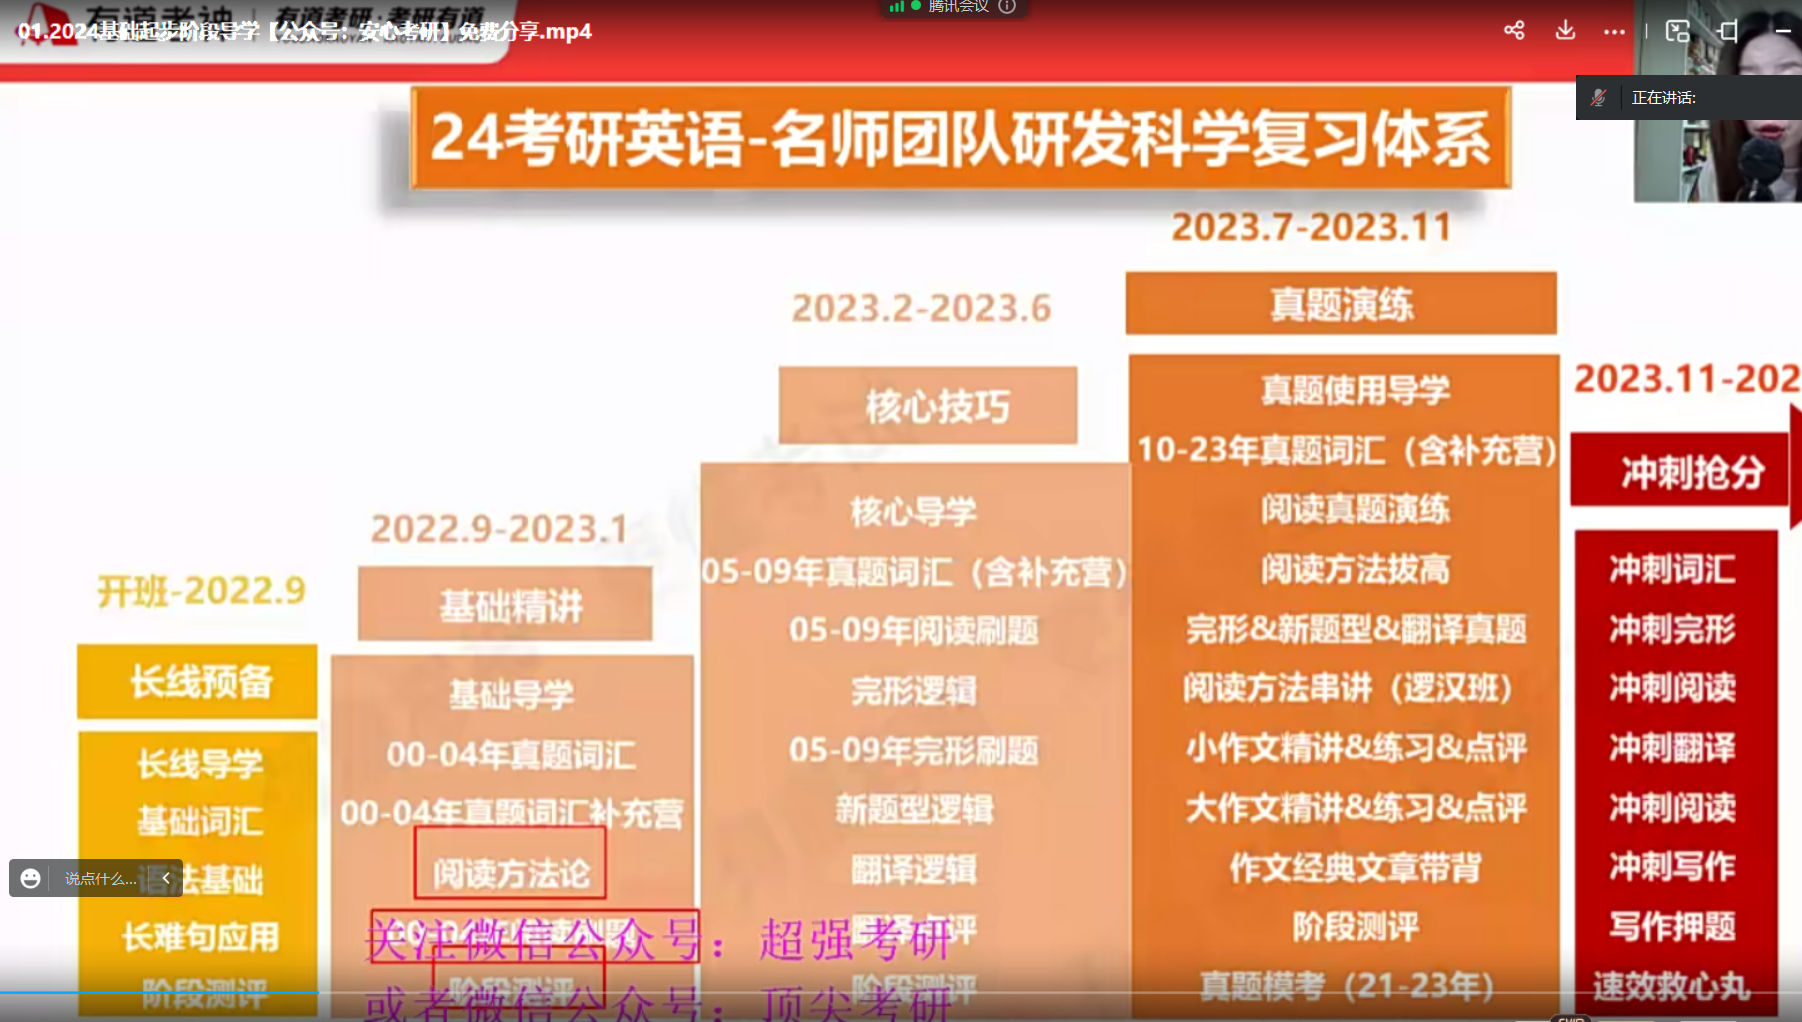 腾讯会议
有道考神 | 有道考研·考研有道
01.2024基础起步阶段导学【公众号：安心考研】免费分享.mp4
正在讲话:
24考研英语-名师团队研发科学复习体系
开班-2022.9
长线预备
长线导学
基础词汇
语法基础
长难句应用
阶段测评
2022.9-2023.1
基础精讲
基础导学
00-04年真题词汇
00-04年真题词汇补充营
阅读方法论
阶段测评
2023.2-2023.6
核心技巧
核心导学
05-09年真题词汇（含补充营）
05-09年阅读刷题
完形逻辑
05-09年完形刷题
新题型逻辑
翻译逻辑
翻译点评
阶段测评
2023.7-2023.11
真题演练
真题使用导学
10-23年真题词汇（含补充营）
阅读真题演练
阅读方法拔高
完形&新题型&翻译真题
阅读方法串讲（逻汉班）
小作文精讲&练习&点评
大作文精讲&练习&点评
作文经典文章带背
阶段测评
真题模考（21-23年）
2023.11-202
冲刺抢分
冲刺词汇
冲刺完形
冲刺阅读
冲刺翻译
冲刺阅读
冲刺写作
写作押题
速效救心丸
说点什么...
关注微信公众号：超强考研
或者微信公众号：顶尖考研